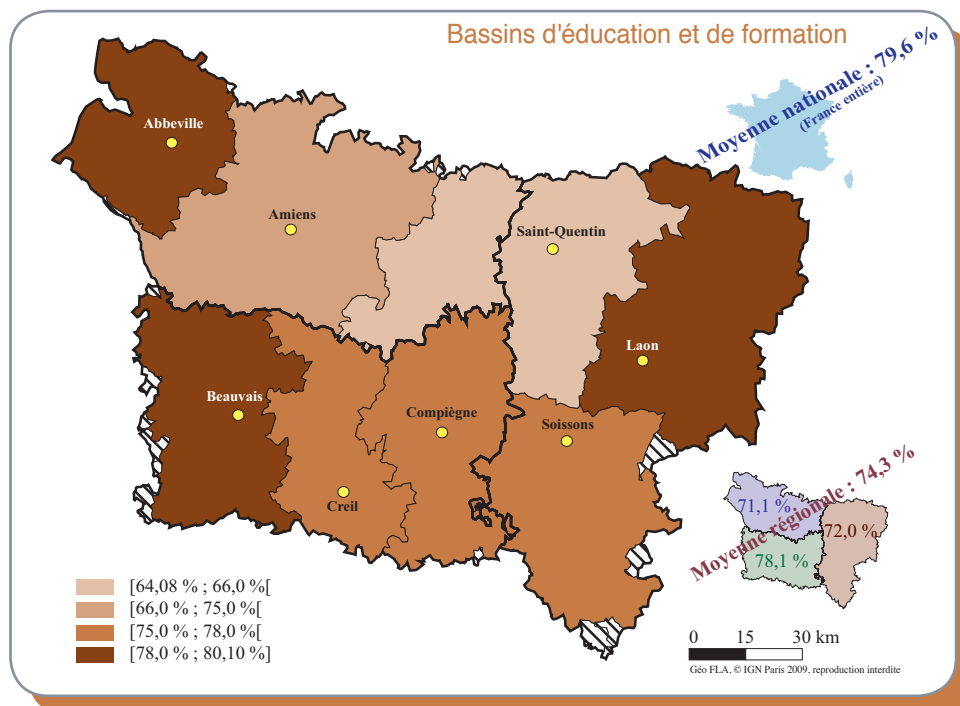 Bassins d'éducation et de formation
Moyenne nationale : 79,6 %
(France entière)
Abbeville
Amiens
Saint-Quentin
Laon
Beauvais
Compiègne
Soissons
Creil
Moyenne régionale : 74,3 %
71,1 %
72,0 %
78,1 %
[64,08 % ; 66,0 %[
[66,0 % ; 75,0 %[
[75,0 % ; 78,0 %[
[78,0 % ; 80,10 %]
0 15 30 km
Géo FLA, © IGN Paris 2009, reproduction interdite